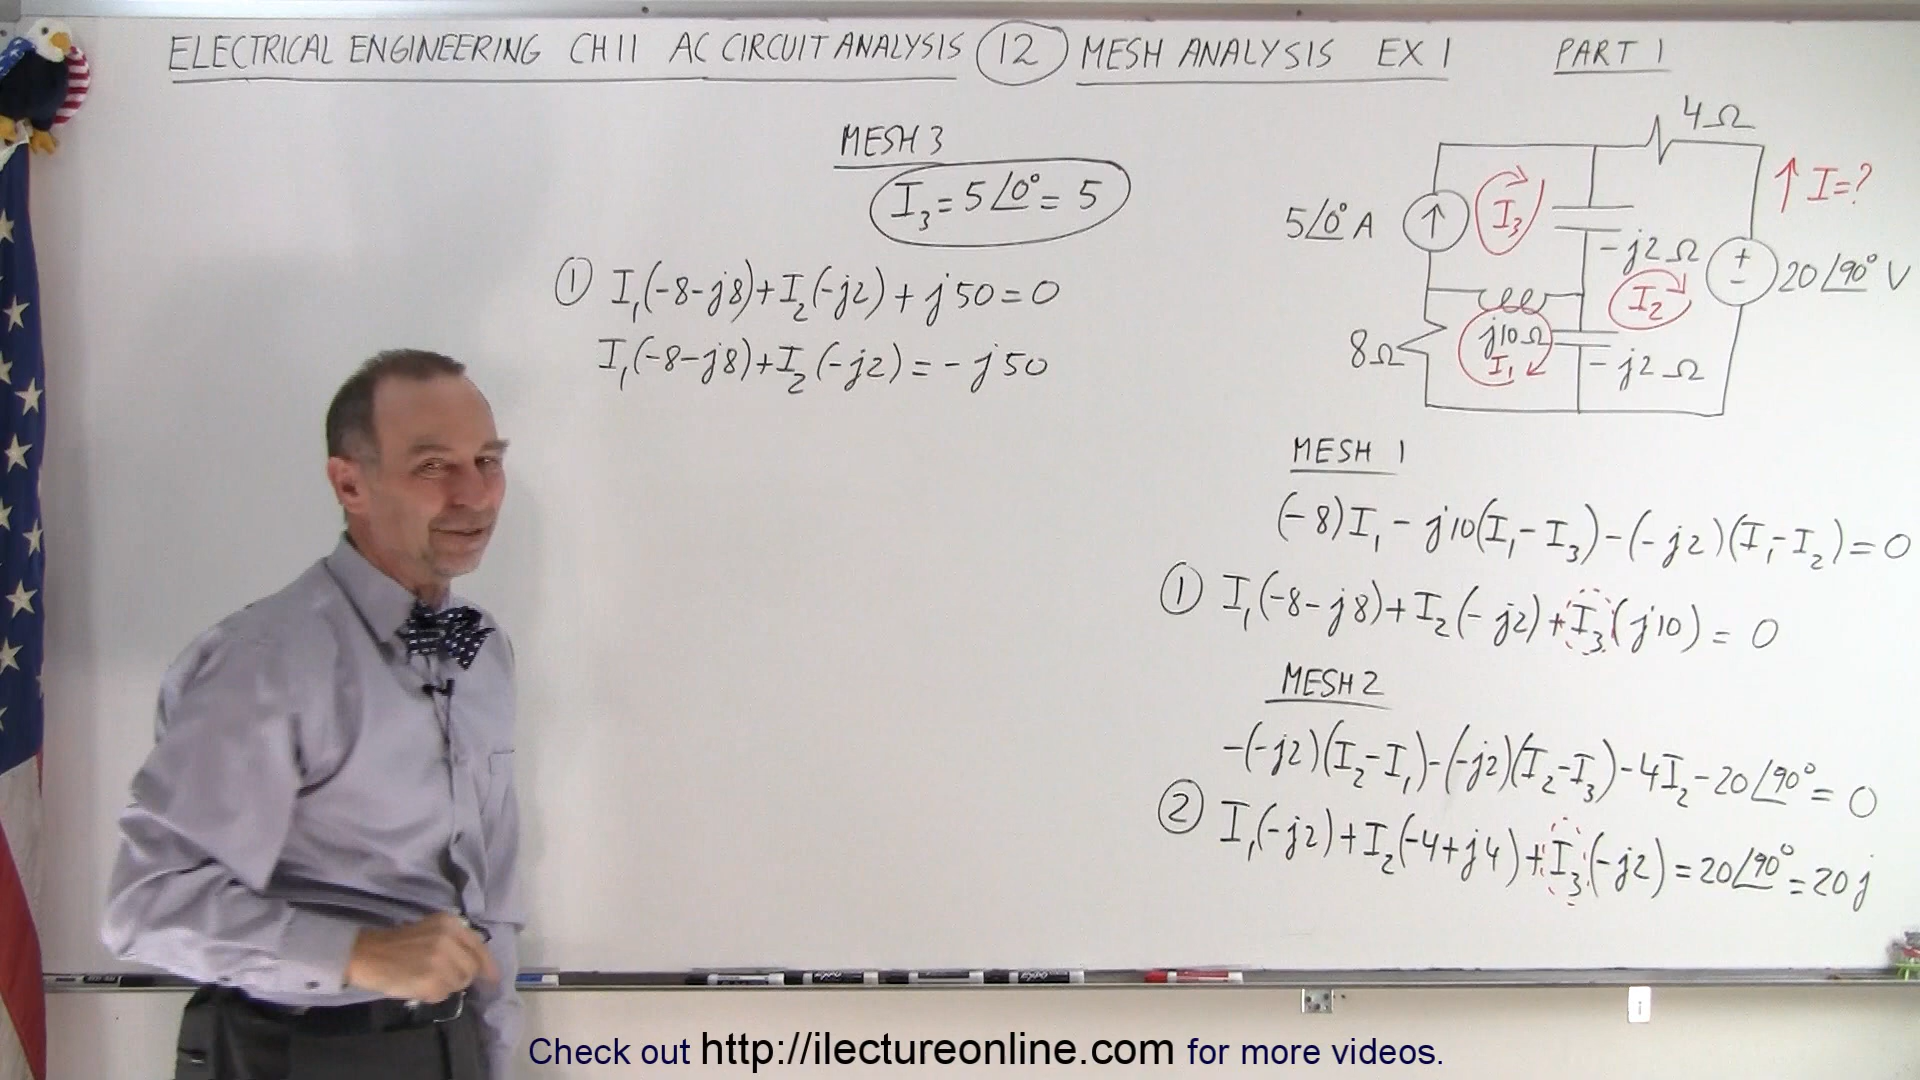 ELECTRICAL ENGINEERING CH 11 AC CIRCUIT ANALYSIS 12 MESH ANALYSIS EX 1 PART 1
MESH 3
I₃ = 5∠0° = 5
① I₁(-8-j8)+I₂(-j2)+j50=0
I₁(-8-j8)+I₂(-j2)=-j50
4Ω
↑ I=?
5∠0° A
↑
I₃
-j2Ω
+
-
20∠90° V
I₂
8Ω
j10Ω
I₁
-j2Ω
MESH 1
(-8)I₁-j10(I₁-I₃)-(-j2)(I₁-I₂)=0
① I₁(-8-j8)+I₂(-j2)+I₃(j10)=0
MESH 2
-(-j2)(I₂-I₁)-(-j2)(I₂-I₃)-4I₂-20∠90°=0
② I₁(-j2)+I₂(-4+j4)+I₃(-j2)=20∠90°=20j
Check out http://ilectureonline.com for more videos.